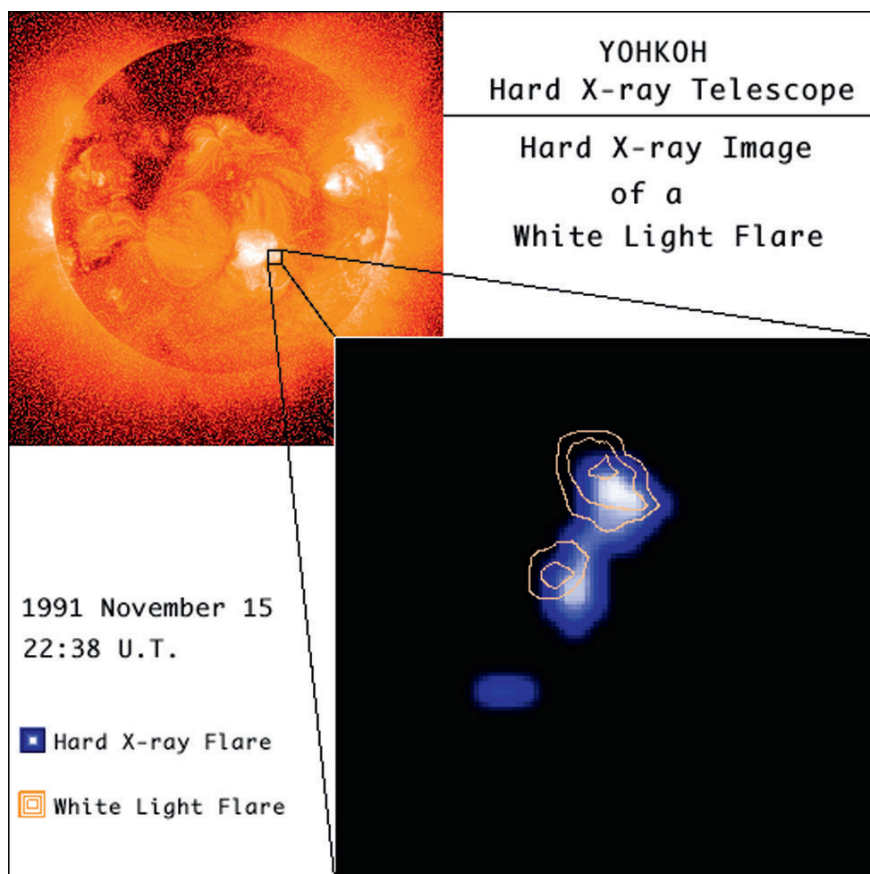 YOHKOH
Hard X-ray Telescope
Hard X-ray Image
of a
White Light Flare
1991 November 15
22:38 U.T.
Hard X-ray Flare
White Light Flare